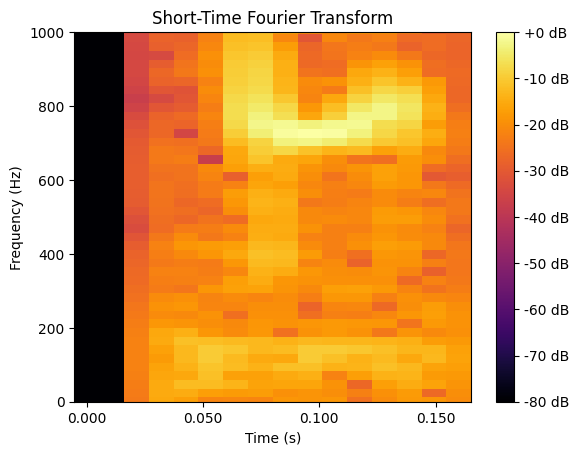 Short-Time Fourier Transform
Frequency (Hz)
1000
800
600
400
200
0
0.000
0.050
0.100
0.150
Time (s)
+0 dB
-10 dB
-20 dB
-30 dB
-40 dB
-50 dB
-60 dB
-70 dB
-80 dB